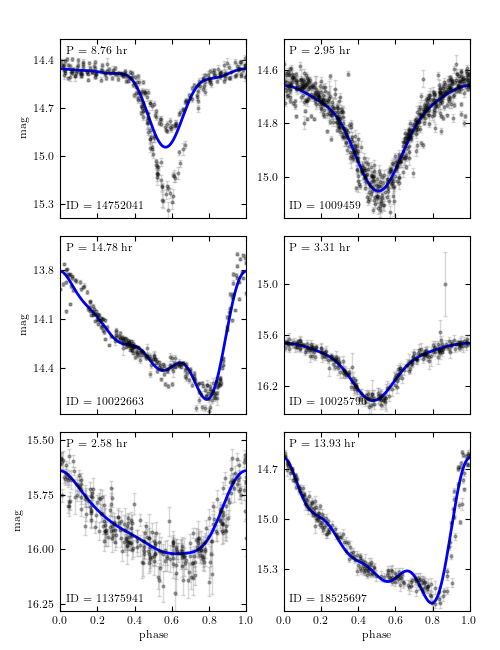 P = 8.76 hr
14.4
14.7
15.0
15.3
mag
ID = 14752041
P = 2.95 hr
14.6
14.8
15.0
ID = 1009459
P = 14.78 hr
13.8
14.1
14.4
mag
ID = 10022663
P = 3.31 hr
15.0
15.6
16.2
ID = 10025790
P = 2.58 hr
15.50
15.75
16.00
16.25
mag
ID = 11375941
0.0 0.2 0.4 0.6 0.8 1.0
phase
P = 13.93 hr
14.7
15.0
15.3
ID = 18525697
0.0 0.2 0.4 0.6 0.8 1.0
phase